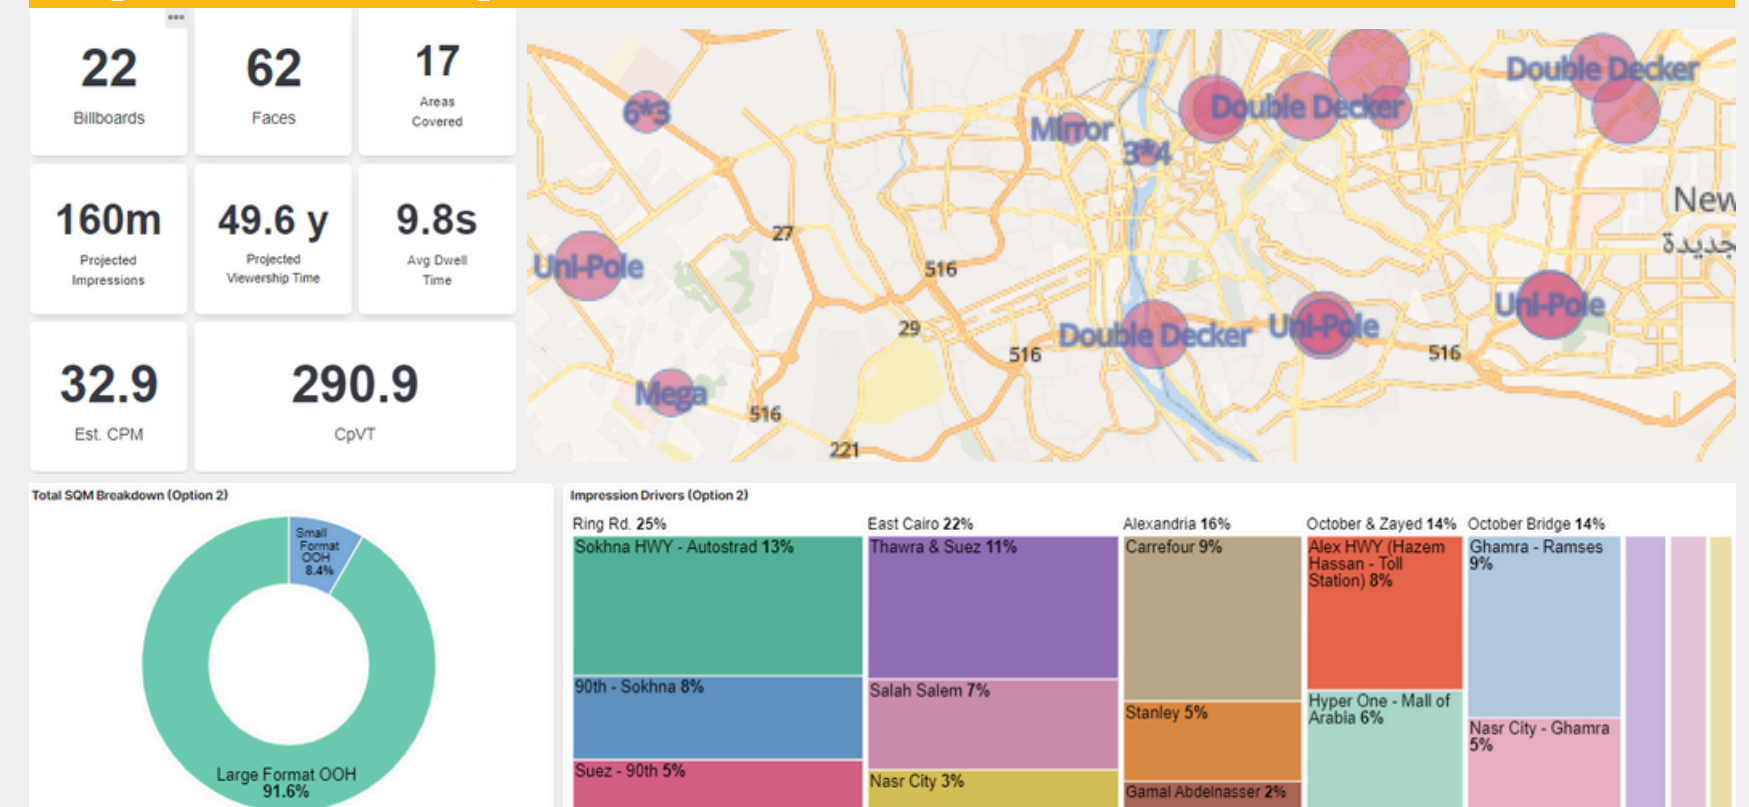 22
Billboards
62
Faces
17
Areas
Covered
160m
Projected
Impressions
49.6 y
Projected
Viewership Time
9.8s
Avg Dwell
Time
32.9
Est. CPM
290.9
CpVT
6*3
Mirror
3*4
Double Decker
Double Decker
New
جديدة
27
Uni-Pole
516
Uni-Pole
29
Double Decker
Uni-Pole
516
516
Mega
516
221
Total SQM Breakdown (Option 2)
Small
Format
OOH
8.4%
Large Format OOH
91.6%
Impression Drivers (Option 2)
Ring Rd. 25%
Sokhna HWY - Autostrad 13%
90th - Sokhna 8%
Suez - 90th 5%
East Cairo 22%
Thawra & Suez 11%
Salah Salem 7%
Nasr City 3%
Alexandria 16%
Carrefour 9%
Stanley 5%
Gamal Abdelnasser 2%
October & Zayed 14%
Alex HWY (Hazem
Hassan - Toll
Station) 8%
Hyper One - Mall of
Arabia 6%
October Bridge 14%
Ghamra - Ramses
9%
Nasr City - Ghamra
5%